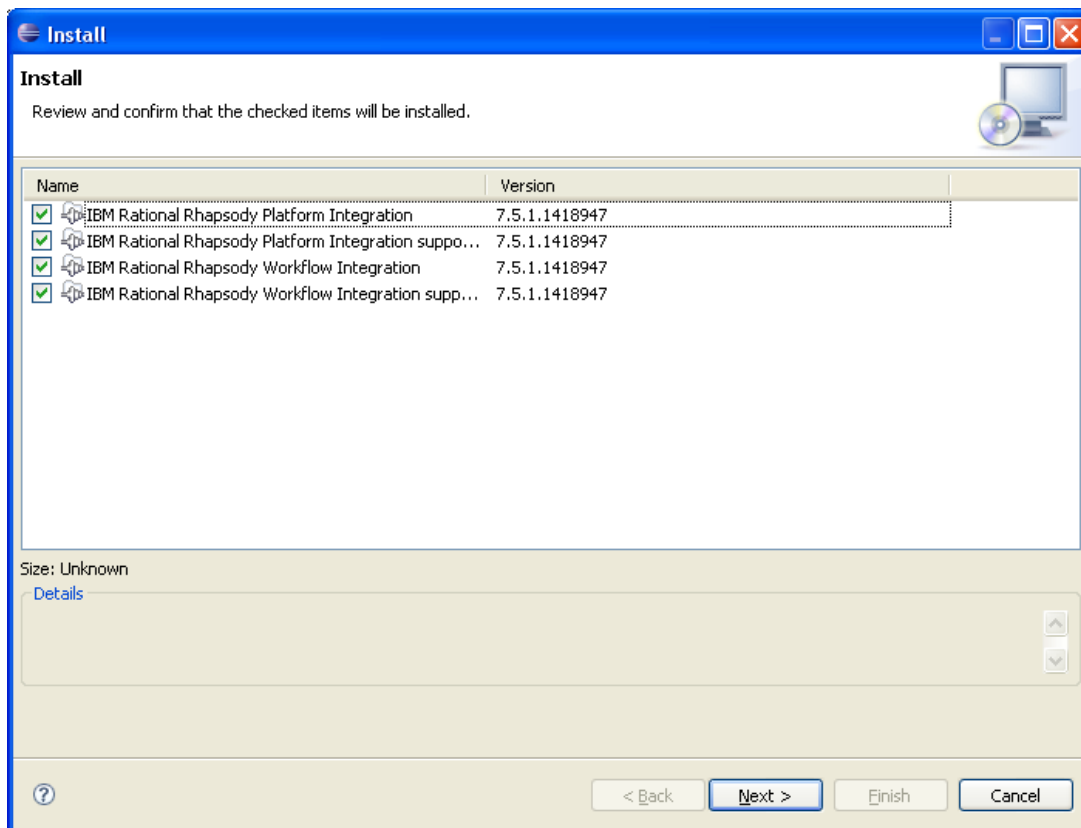 Install
Install
Review and confirm that the checked items will be installed.
Name Version
IBM Rational Rhapsody Platform Integration 7.5.1.1418947
IBM Rational Rhapsody Platform Integration suppo... 7.5.1.1418947
IBM Rational Rhapsody Workflow Integration 7.5.1.1418947
IBM Rational Rhapsody Workflow Integration supp... 7.5.1.1418947
Size: Unknown
Details
? < Back Next > Finish Cancel